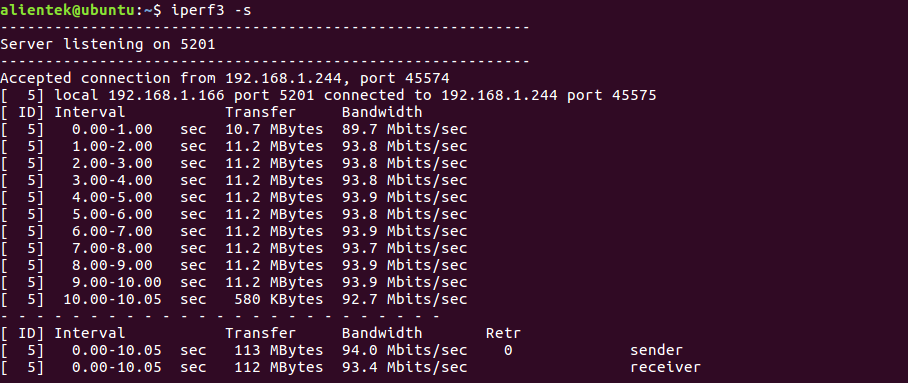 alientek@ubuntu:~$ iperf3 -s
-----------------------------------------------------------
Server listening on 5201
-----------------------------------------------------------
Accepted connection from 192.168.1.244, port 45574
[  5] local 192.168.1.166 port 5201 connected to 192.168.1.244 port 45575
[ ID] Interval           Transfer     Bandwidth
[  5]   0.00-1.00   sec  10.7 MBytes  89.7 Mbits/sec
[  5]   1.00-2.00   sec  11.2 MBytes  93.8 Mbits/sec
[  5]   2.00-3.00   sec  11.2 MBytes  93.8 Mbits/sec
[  5]   3.00-4.00   sec  11.2 MBytes  93.8 Mbits/sec
[  5]   4.00-5.00   sec  11.2 MBytes  93.9 Mbits/sec
[  5]   5.00-6.00   sec  11.2 MBytes  93.8 Mbits/sec
[  5]   6.00-7.00   sec  11.2 MBytes  93.9 Mbits/sec
[  5]   7.00-8.00   sec  11.2 MBytes  93.7 Mbits/sec
[  5]   8.00-9.00   sec  11.2 MBytes  93.9 Mbits/sec
[  5]   9.00-10.00  sec  11.2 MBytes  93.9 Mbits/sec
[  5]  10.00-10.05  sec   580 KBytes  92.7 Mbits/sec
- - - - - - - - - - - - - - - - - - - - - - - - -
[ ID] Interval           Transfer     Bandwidth       Retr
[  5]   0.00-10.05  sec   113 MBytes  94.0 Mbits/sec    0             sender
[  5]   0.00-10.05  sec   112 MBytes  93.4 Mbits/sec                  receiver